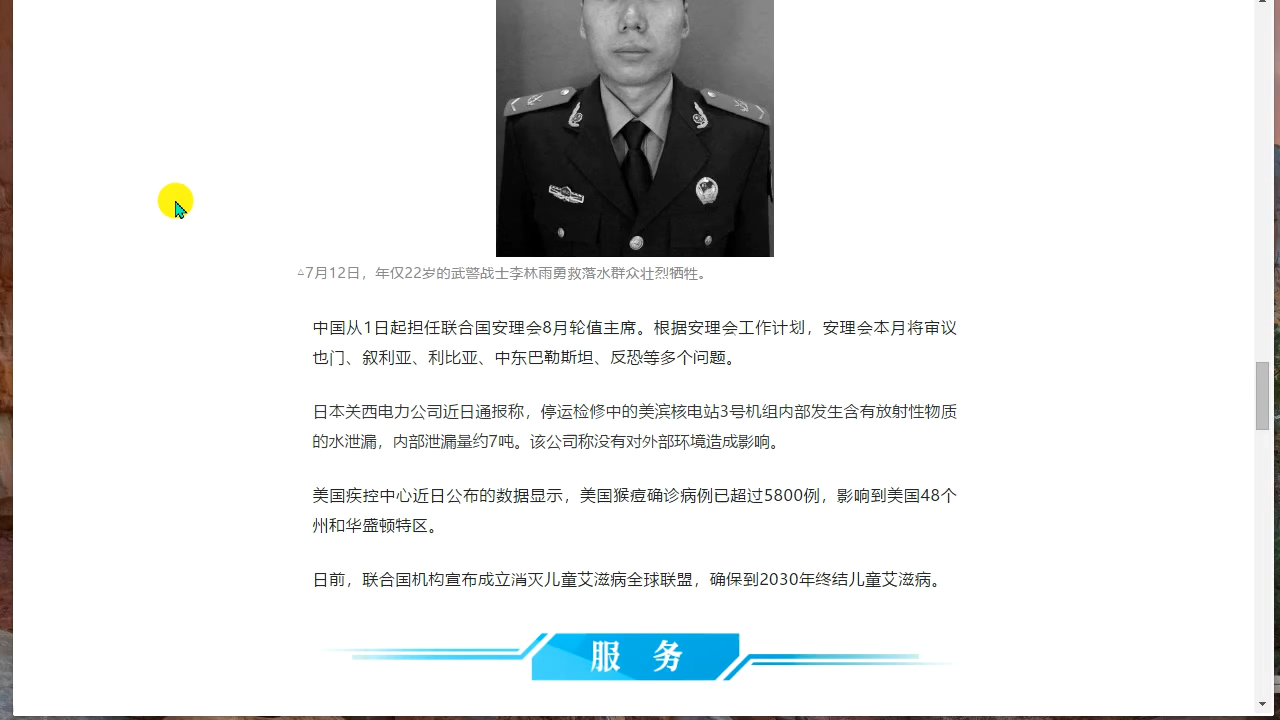 ▵7月12日，年仅22岁的武警战士李林雨勇救落水群众壮烈牺牲。
中国从1日起担任联合国安理会8月轮值主席。根据安理会工作计划，安理会本月将审议
也门、叙利亚、利比亚、中东巴勒斯坦、反恐等多个问题。
日本关西电力公司近日通报称，停运检修中的美滨核电站3号机组内部发生含有放射性物质
的水泄漏，内部泄漏量约7吨。该公司称没有对外部环境造成影响。
美国疾控中心近日公布的数据显示，美国猴痘确诊病例已超过5800例，影响到美国48个
州和华盛顿特区。
日前，联合国机构宣布成立消灭儿童艾滋病全球联盟，确保到2030年终结儿童艾滋病。
服 务